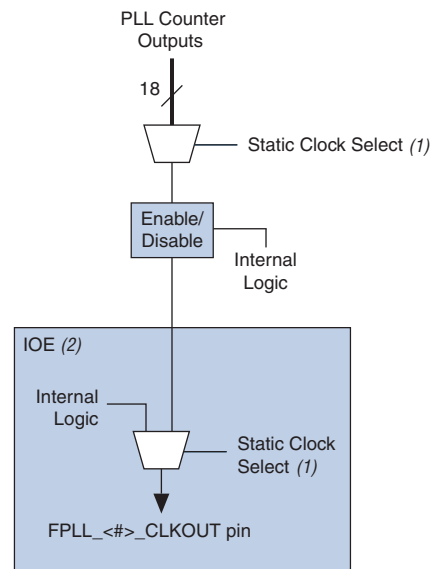 PLL Counter
Outputs
18
Static Clock Select (1)
Enable/
Disable
Internal
Logic
IOE (2)
Internal
Logic
Static Clock
Select (1)
FPLL_<#>_CLKOUT pin